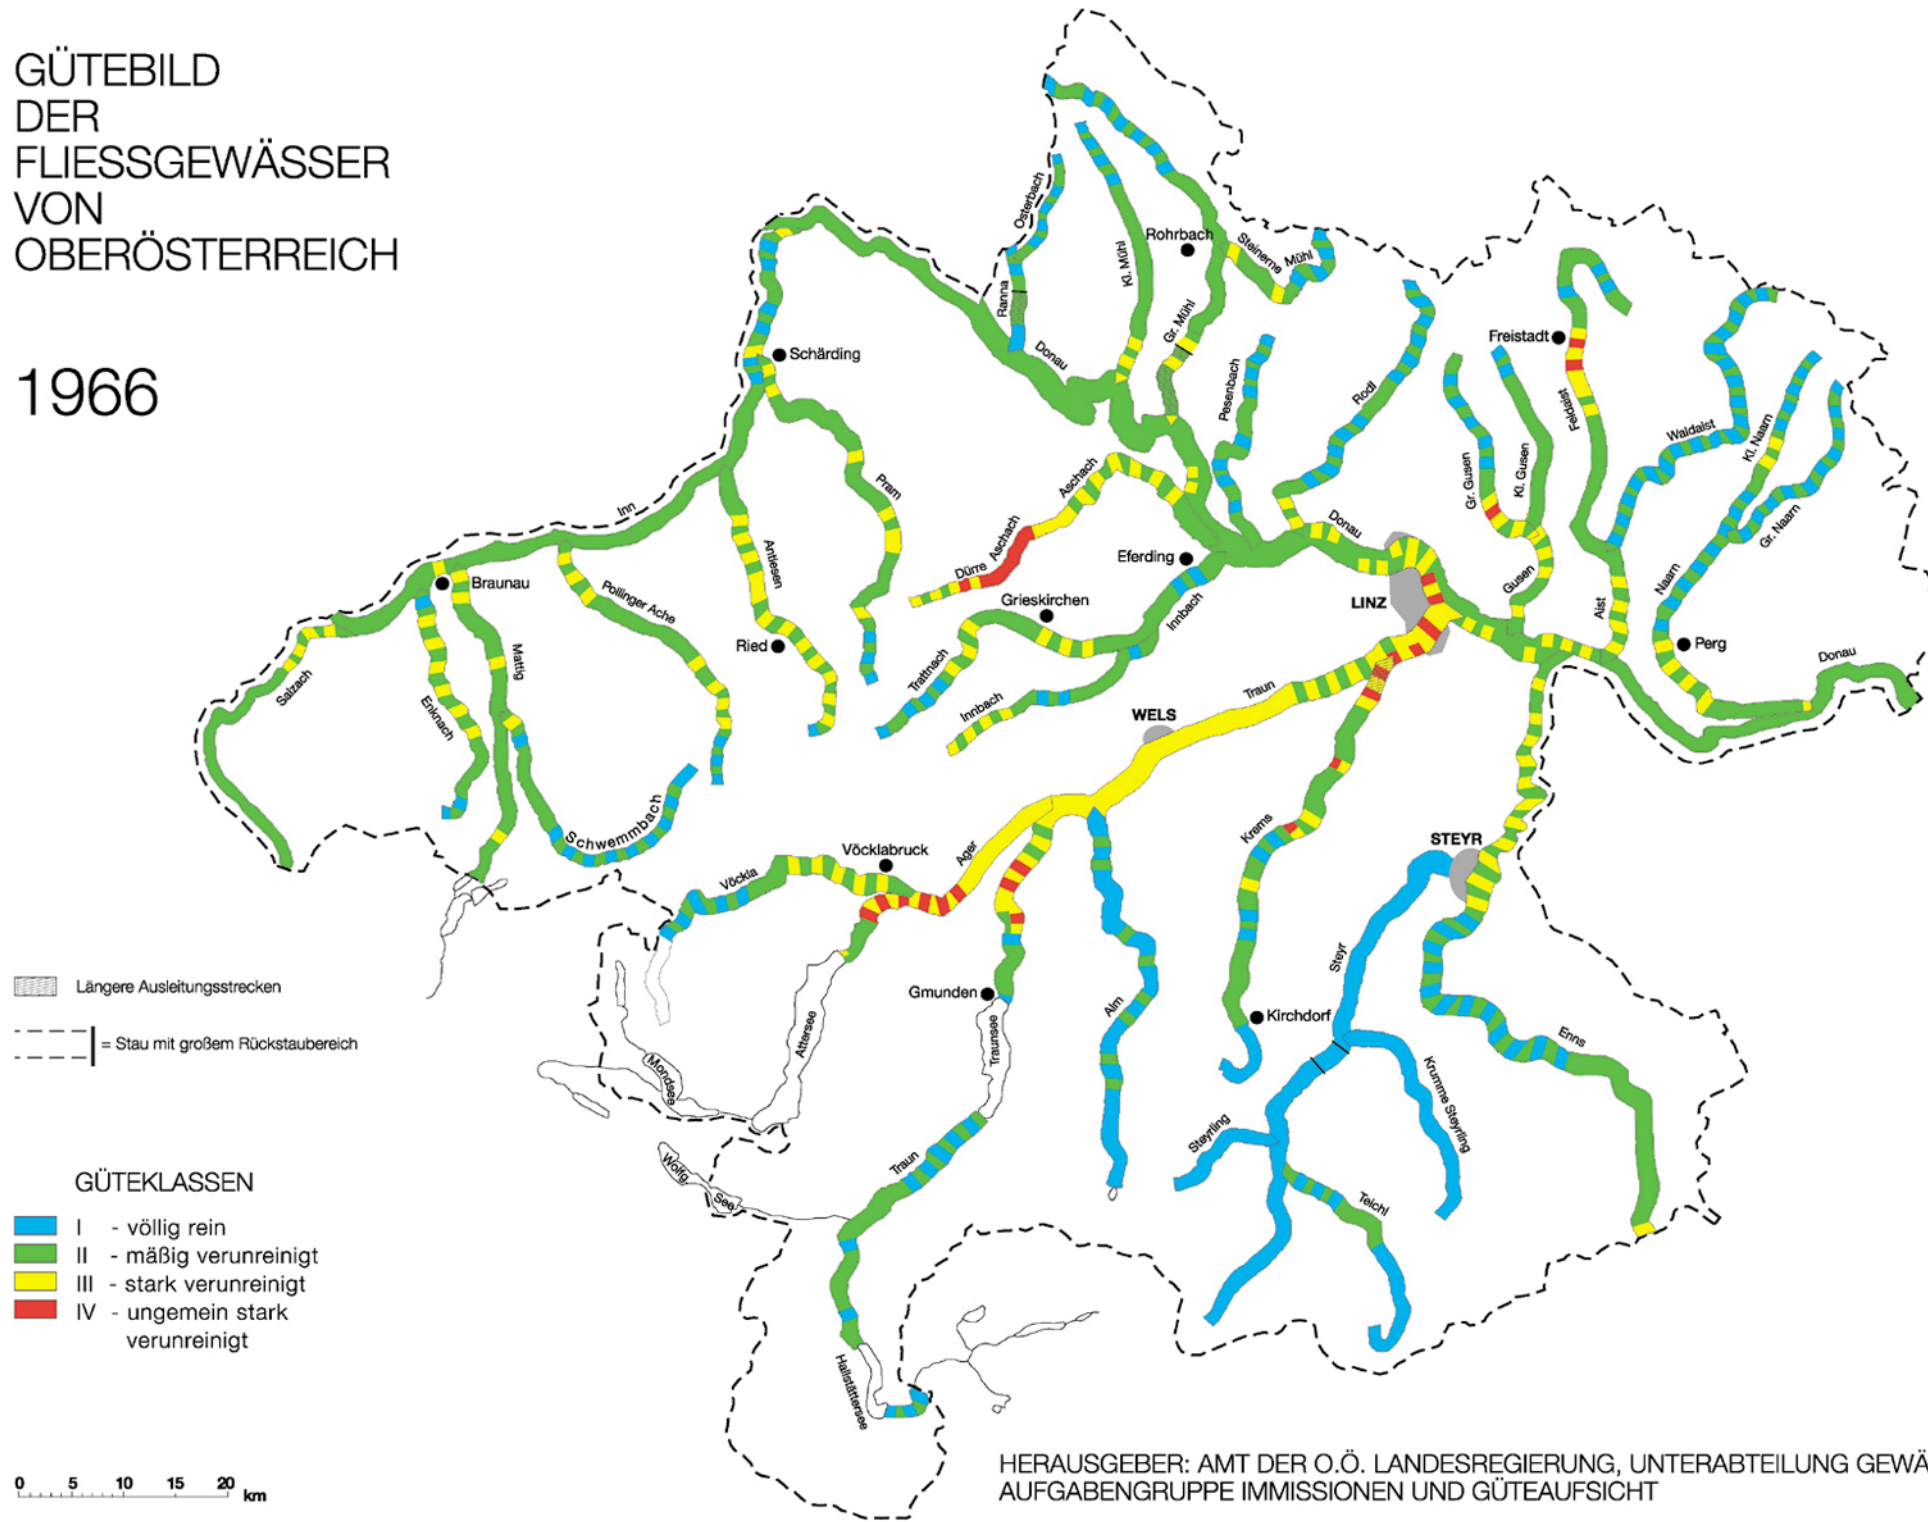 GÜTEBILD
DER
FLIESSGEWÄSSER
VON
OBERÖSTERREICH
1966
Osterbach
Ranna
Kl. Mühl
Rohrbach
Gr. Mühl
Steinerne
Mühl
Donau
Pesenbach
Rodl
Freistadt
Feldaist
Gr. Gusen
Kl. Gusen
Gusen
Waldaist
Kl. Naarn
Gr. Naarn
Naarn
Aist
Perg
Donau
Schärding
Inn
Pram
Antiesen
Aschach
Dürre Aschach
Eferding
Donau
LINZ
Grieskirchen
Innbach
Trattnach
Innbach
Ried
Braunau
Pollinger Ache
Mattig
Enknach
Salzach
Schwemmbach
WELS
Traun
Krems
STEYR
Vöcklabruck
Vöckla
Ager
Gmunden
Traunsee
Attersee
Mondsee
Wolfg.
See
Traun
Hallstättersee
Alm
Kirchdorf
Steyr
Enns
Krumme Steyrling
Steyrling
Teichl
Längere Ausleitungsstrecken
= Stau mit großem Rückstaubereich
GÜTEKLASSEN
I - völlig rein
II - mäßig verunreinigt
III - stark verunreinigt
IV - ungemein stark
verunreinigt
0 5 10 15 20 km
HERAUSGEBER: AMT DER O.Ö. LANDESREGIERUNG, UNTERABTEILUNG GEWÄ
AUFGABENGRUPPE IMMISSIONEN UND GÜTEAUFSICHT